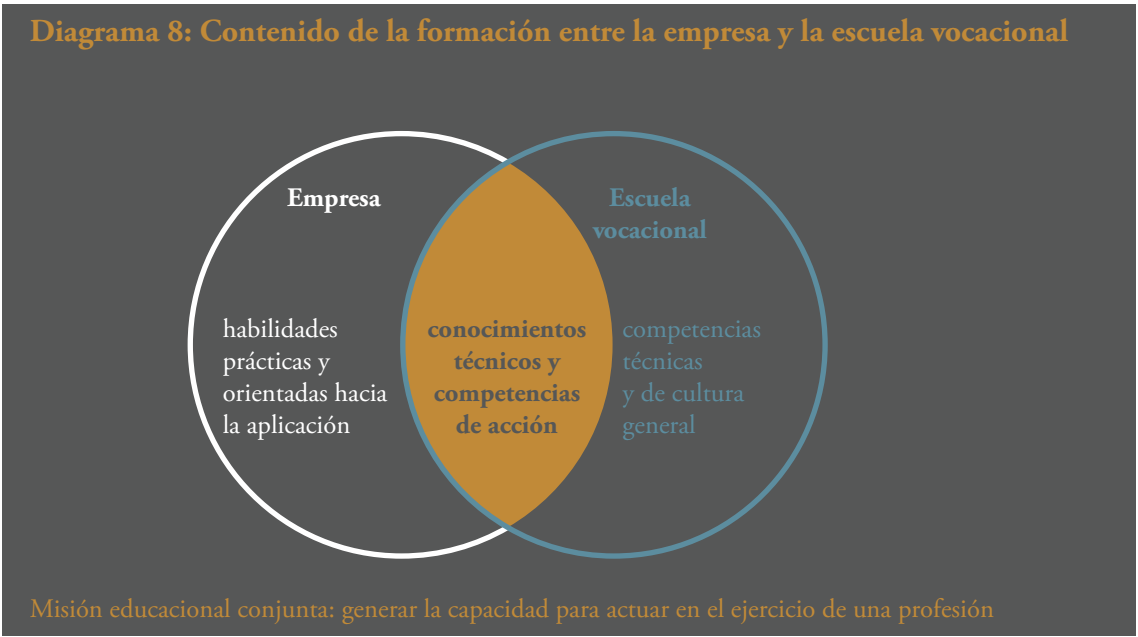 Diagrama 8: Contenido de la formación entre la empresa y la escuela vocacional
Empresa
Escuela
vocacional
habilidades
prácticas y
orientadas hacia
la aplicación
conocimientos
técnicos y
competencias
de acción
competencias
técnicas
y de cultura
general
Misión educacional conjunta: generar la capacidad para actuar en el ejercicio de una profesión